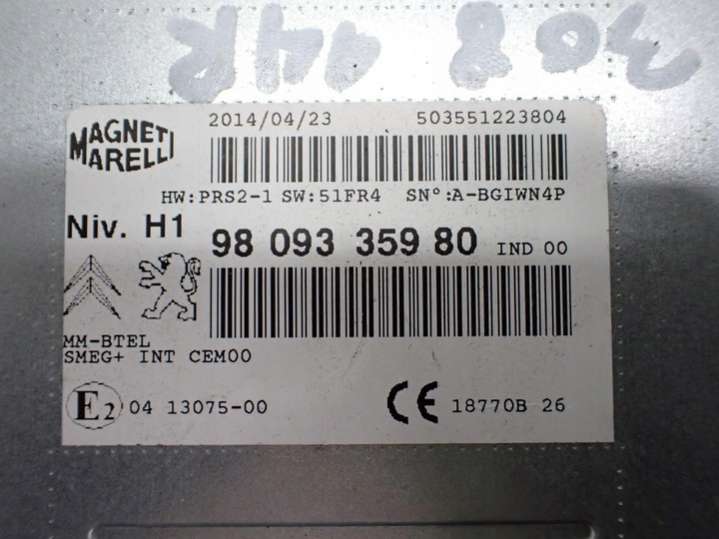 308 14R
MAGNETI MARELLI
2014/04/23 503551223804
HW:PRS2-1 SW:51FR4 SN°:A-BGIWN4P
Niv. H1
98 093 359 80 IND 00
MM-BTEL
SMEG+ INT CEM00
E2 04 13075-00
CE 18770B 26